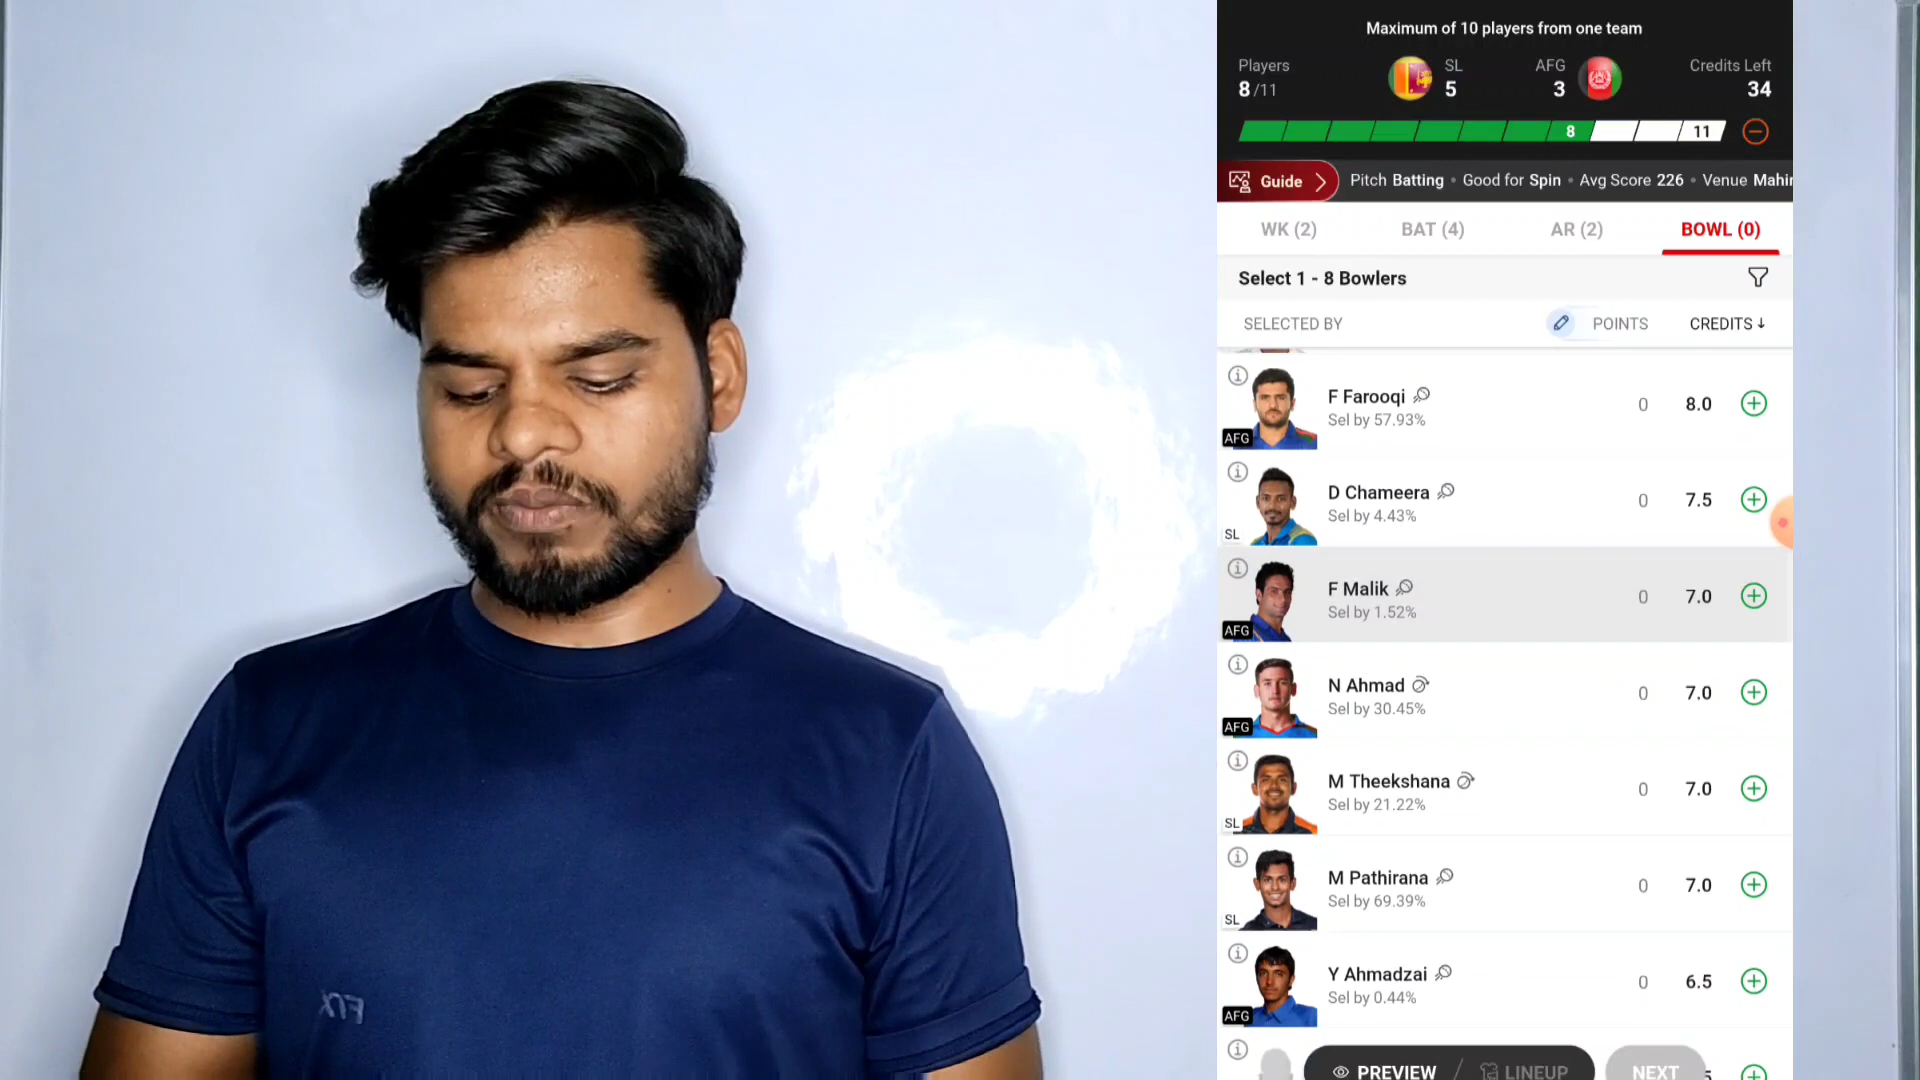 Maximum of 10 players from one team
Players SL AFG Credits Left
8/11 5 3 34
8 11
Guide Pitch Batting • Good for Spin • Avg Score 226 • Venue
WK (2) BAT (4) AR (2) BOWL (0)
Select 1 - 8 Bowlers
SELECTED BY POINTS CREDITS↓
F Farooqi
Sel by 57.93%
0 8.0
AFG
D Chameera
Sel by 4.43%
0 7.5
SL
F Malik
Sel by 1.52%
0 7.0
AFG
N Ahmad
Sel by 30.45%
0 7.0
AFG
M Theekshana
Sel by 21.22%
0 7.0
SL
M Pathirana
Sel by 69.39%
0 7.0
SL
Y Ahmadzai
Sel by 0.44%
0 6.5
AFG
PREVIEW / LINEUP NEXT